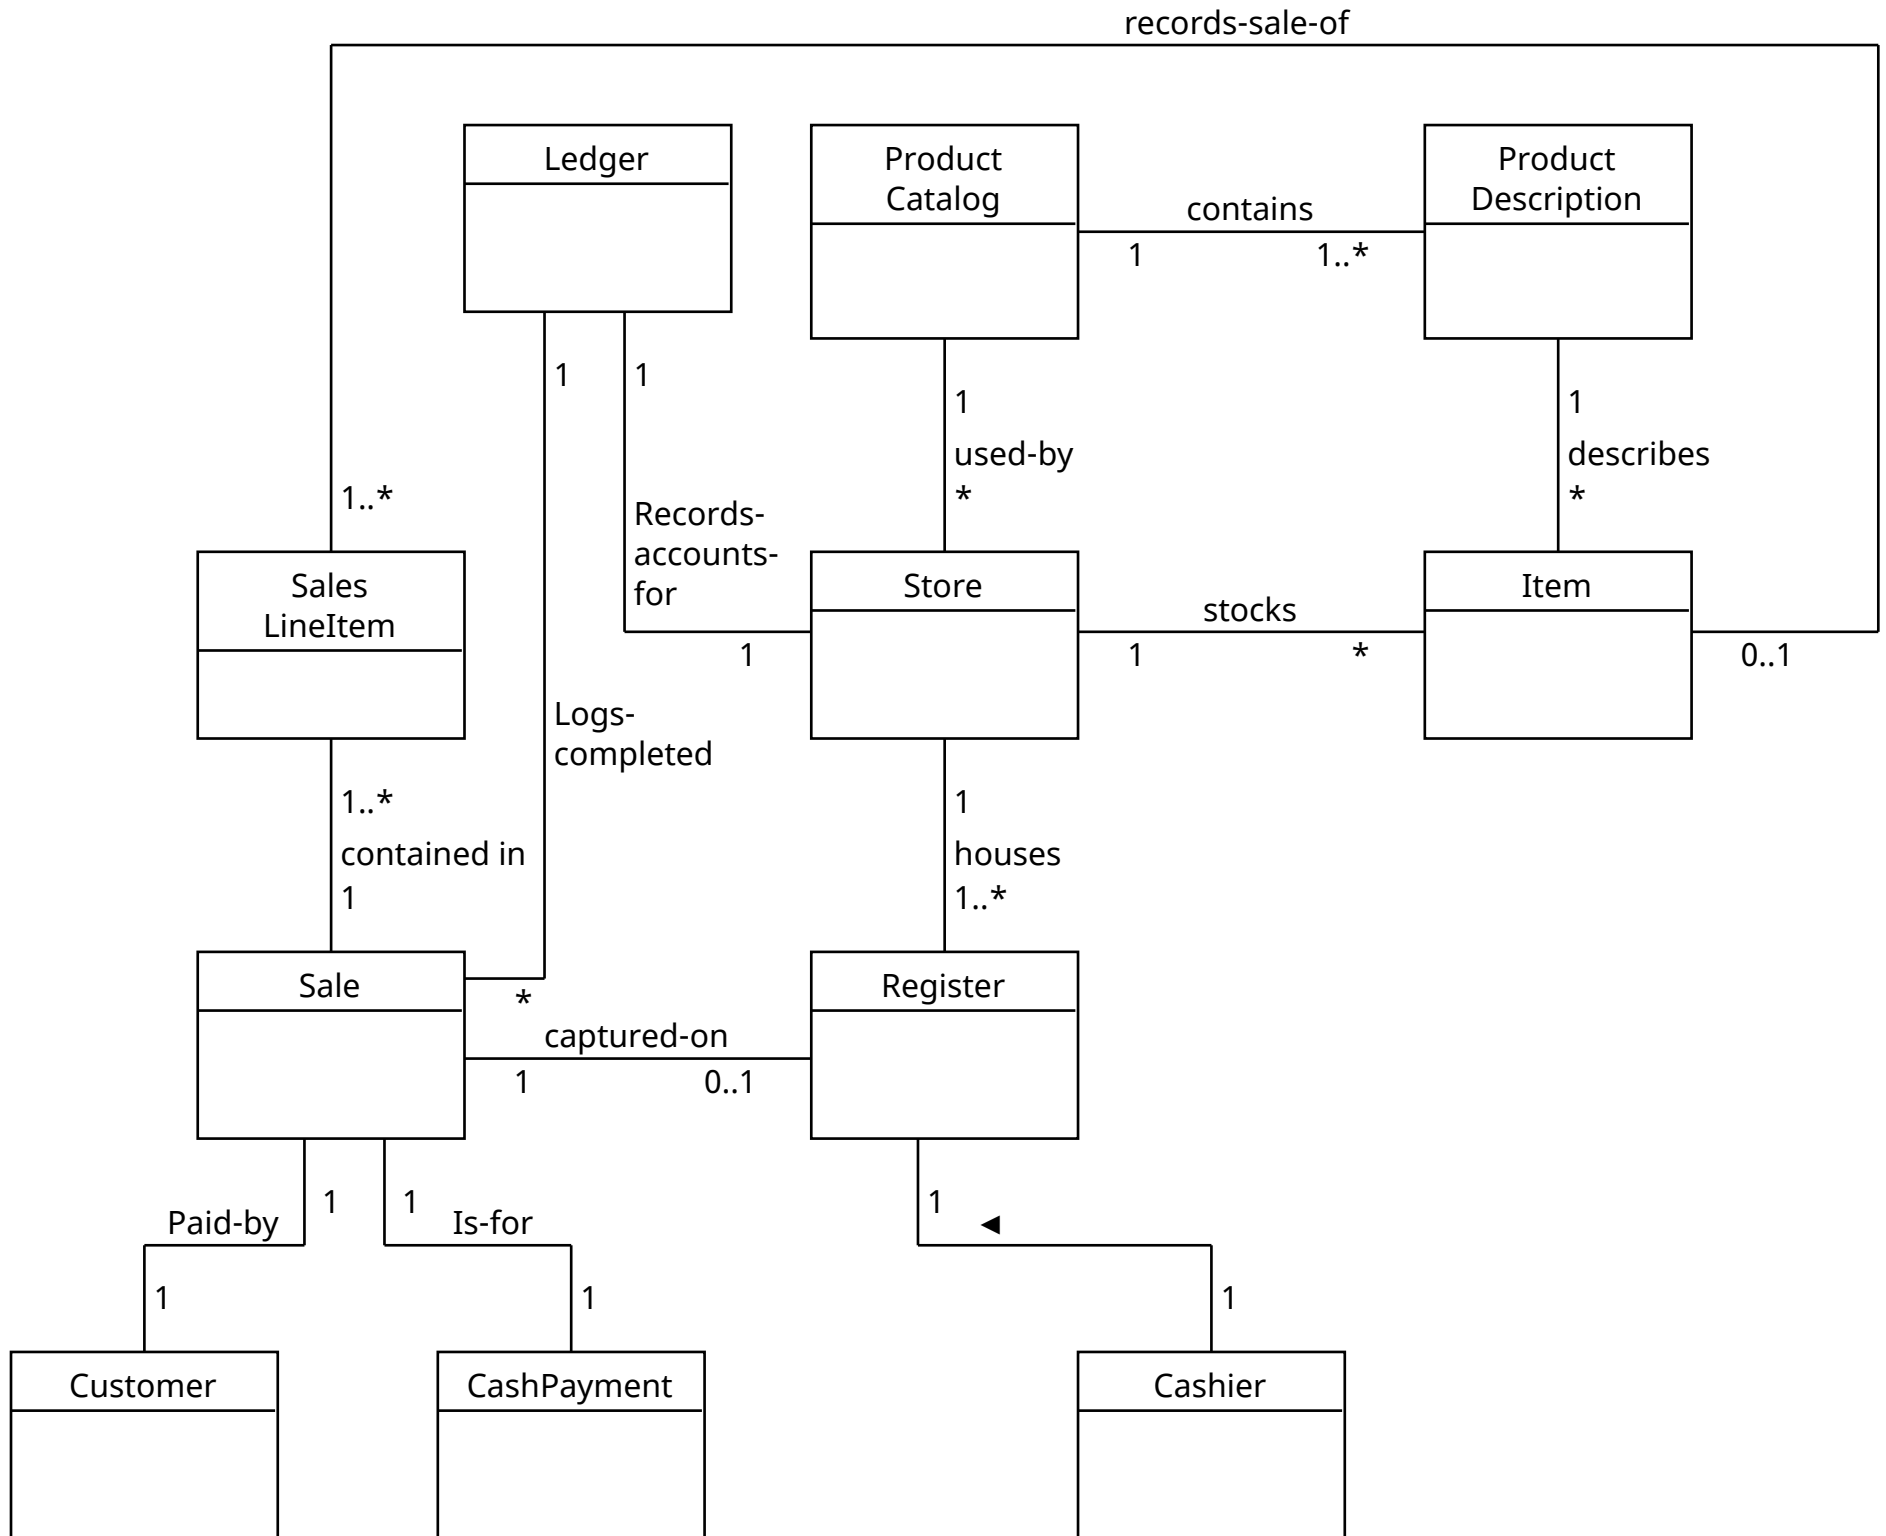 records-sale-of
Ledger
Product
Catalog
Product
Description
contains
1
1..*
1
1
1
1
used-by
describes
1..*
*
*
Records-
accounts-
for
Sales
LineItem
Store
Item
stocks
1
1
*
0..1
Logs-
completed
1..*
1
contained in
houses
1
1..*
Sale
Register
*
captured-on
1
0..1
1
1
1
Paid-by
Is-for
◄
1
1
1
Customer
CashPayment
Cashier